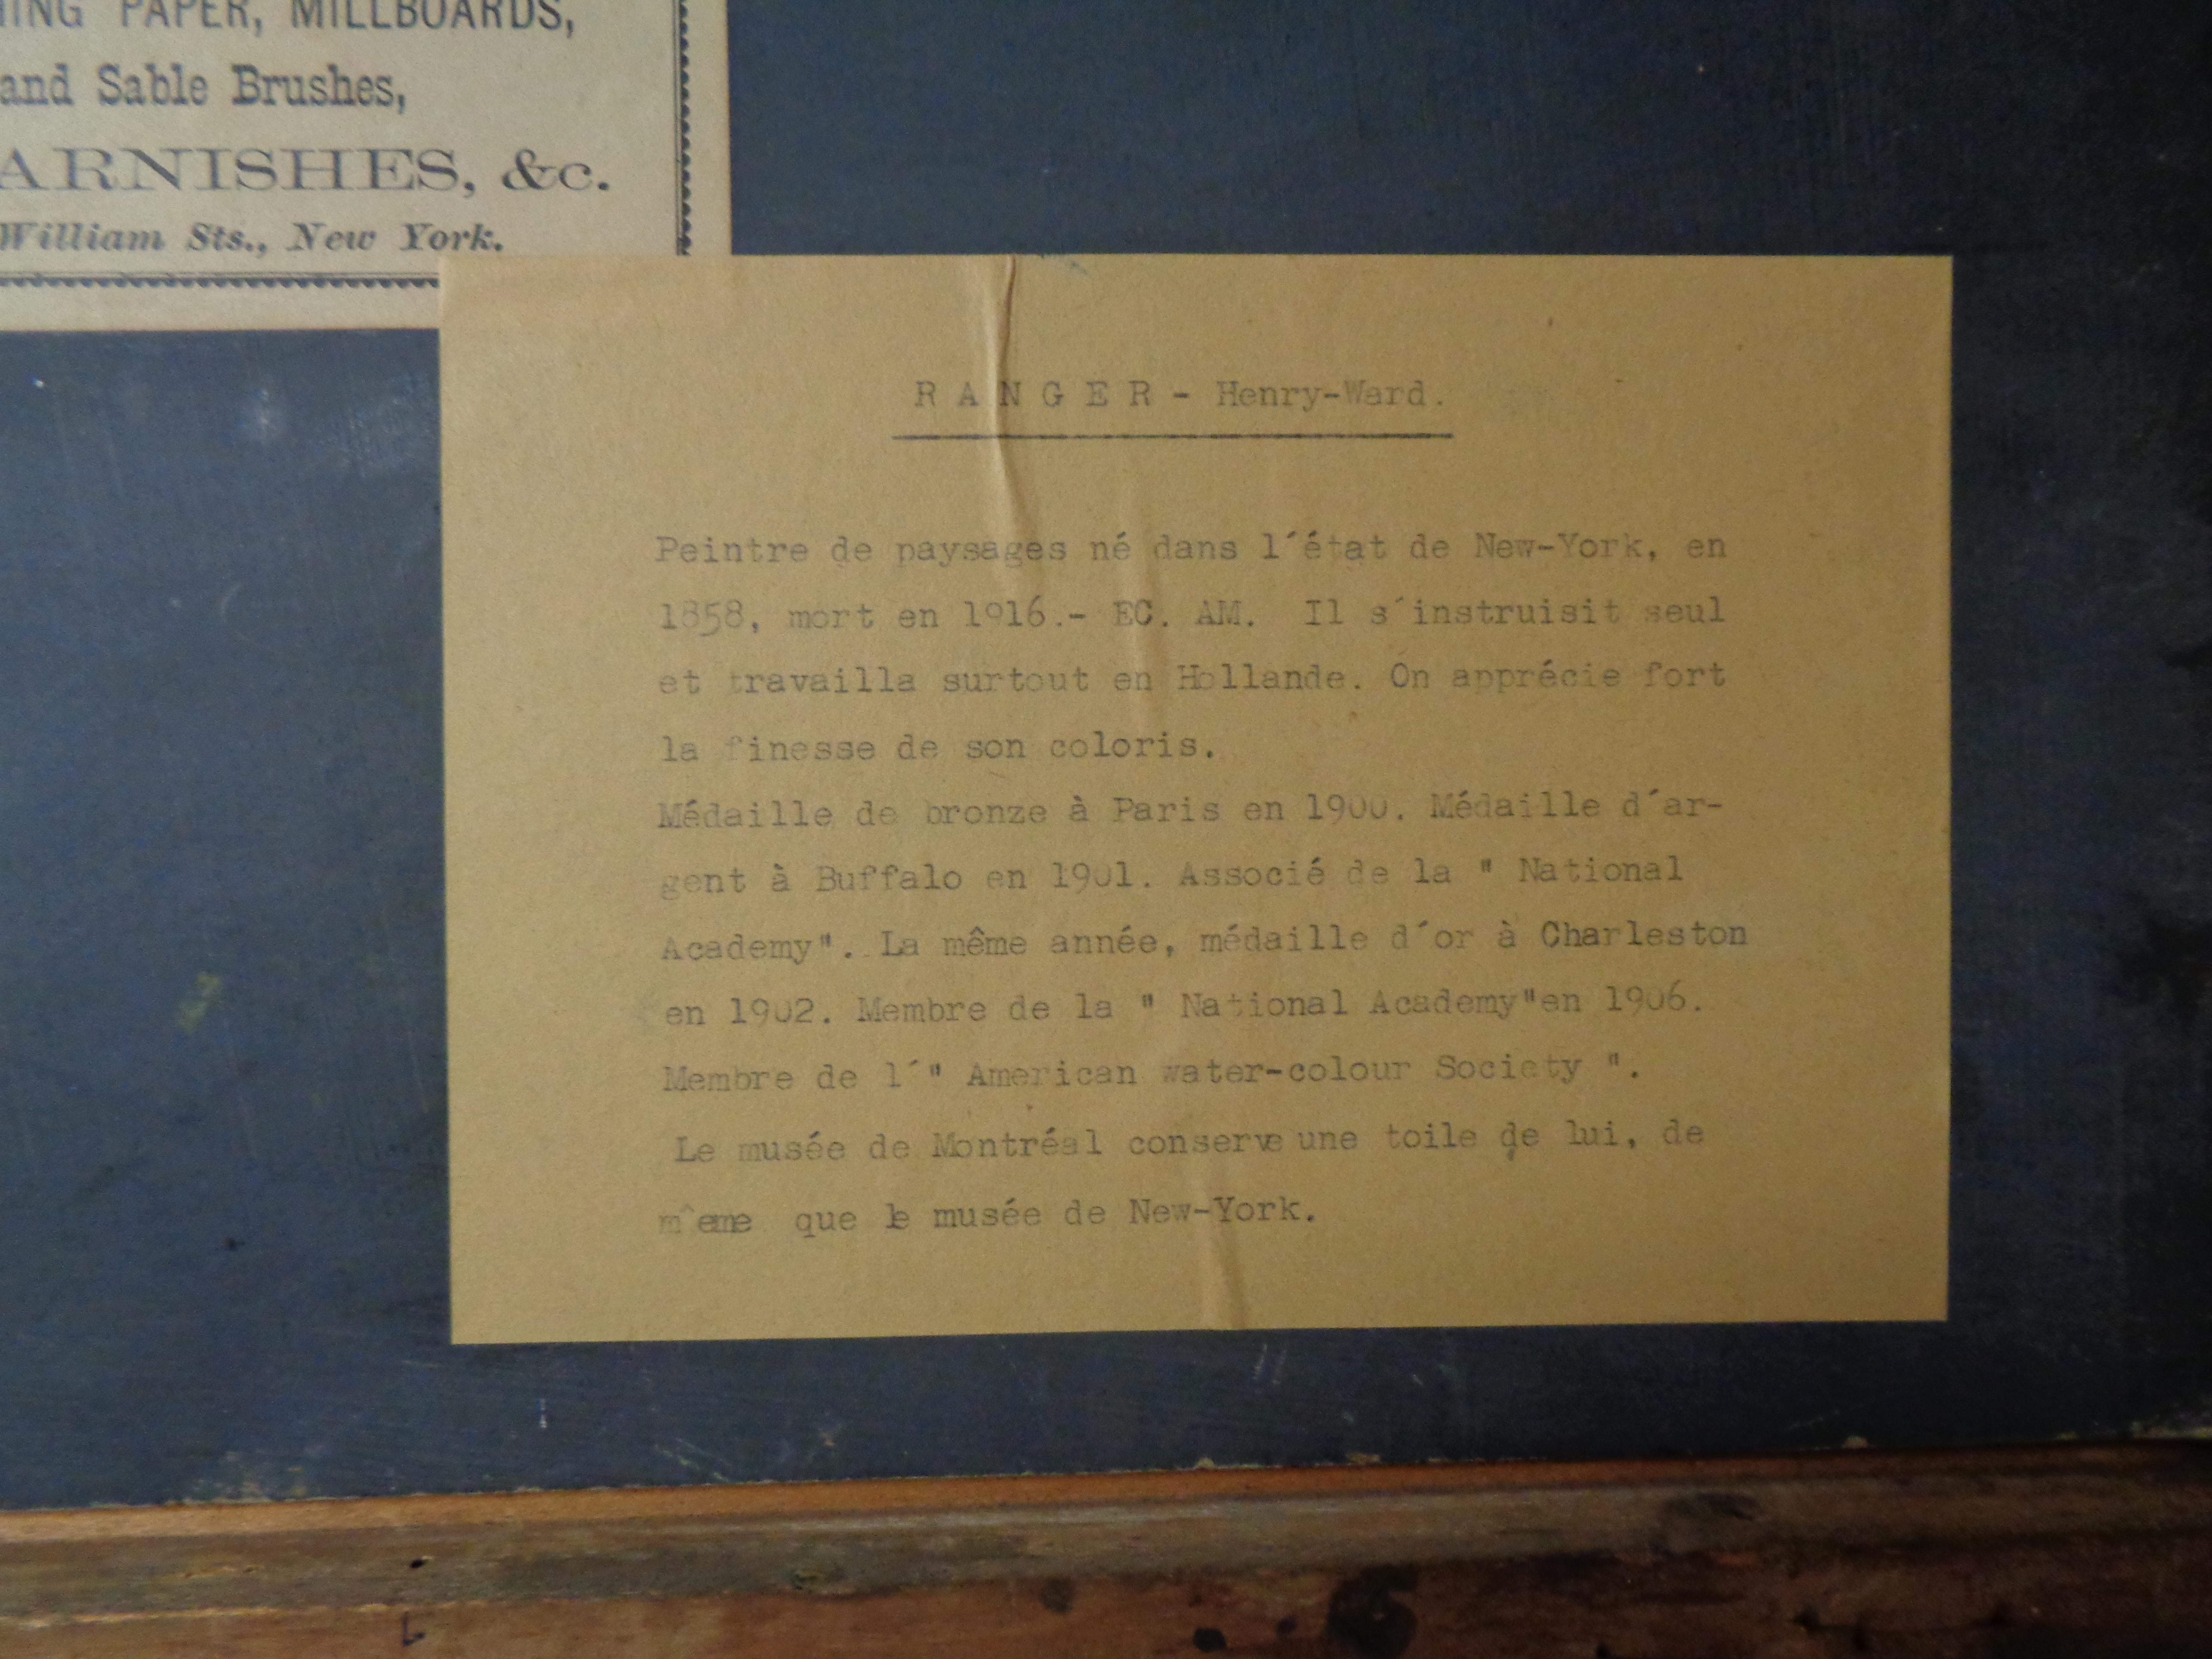 ING PAPER, MILLBOARDS,
and Sable Brushes,
ARNISHES, &c.
William Sts., New York.
R A N G E R - Henry-Ward.
Peintre de paysages né dans l´état de New-York, en
1858, mort en 1916.- EC. AM. Il s´instruisit seul
et travailla surtout en Hollande. On apprécie fort
la finesse de son coloris.
Médaille de bronze à Paris en 1900. Médaille d´ar-
gent à Buffalo en 1901. Associé de la " National
Academy". La même année, médaille d´or à Charleston
en 1902. Membre de la " National Academy"en 1906.
Membre de l´" American water-colour Society ".
Le musée de Montréal conserve une toile de lui, de
même que le musée de New-York.